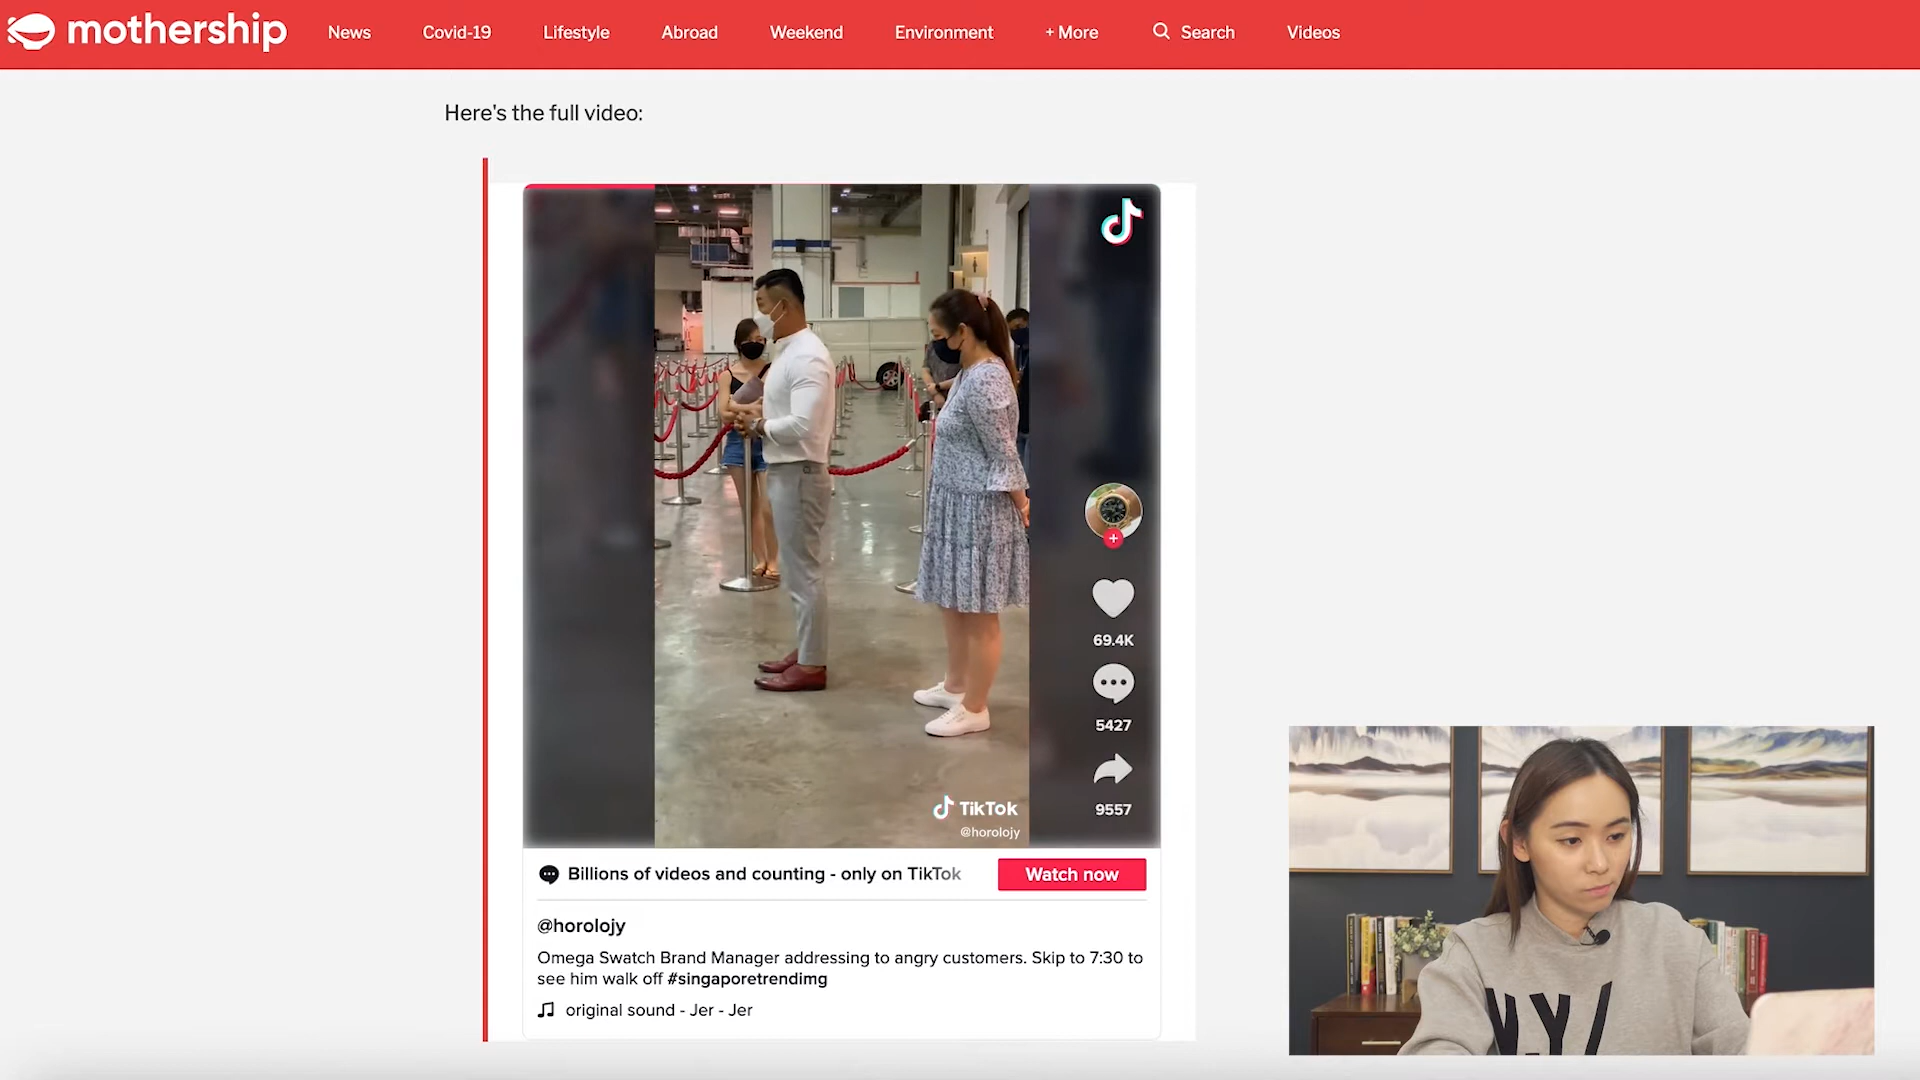 mothership
News
Covid-19
Lifestyle
Abroad
Weekend
Environment
+ More
Search
Videos
Here's the full video:
69.4K
5427
9557
TikTok
@horolojy
Billions of videos and counting - only on TikTok
Watch now
@horolojy
Omega Swatch Brand Manager addressing to angry customers. Skip to 7:30 to
see him walk off #singaporetrendimg
original sound - Jer - Jer